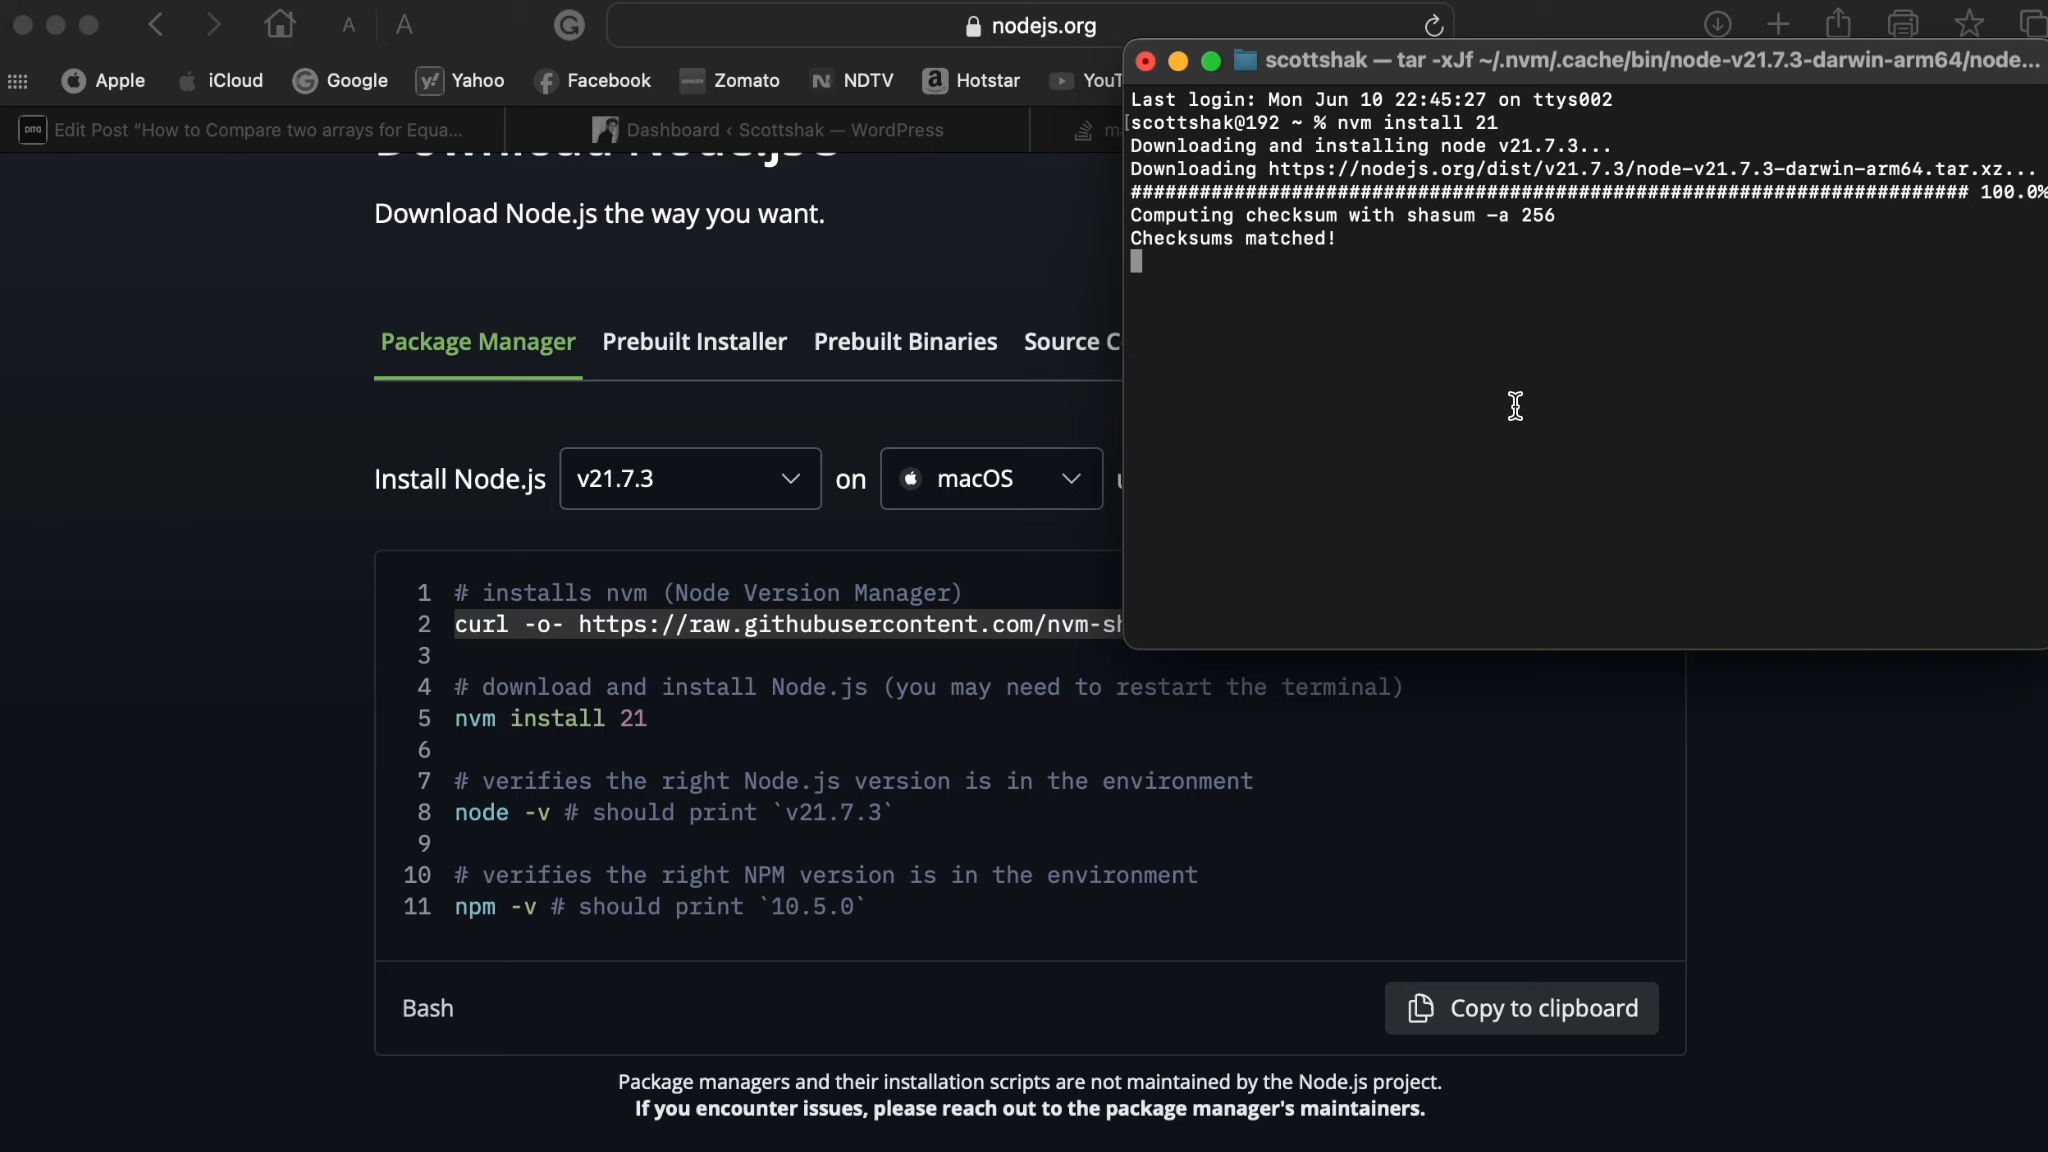 A A
nodejs.org
Apple iCloud Google Yahoo Facebook Zomato NDTV Hotstar
Edit Post “How to Compare two arrays for Equa...
Dashboard ‹ Scottshak — WordPress
Download Node.js the way you want.
Package Manager Prebuilt Installer Prebuilt Binaries Source
Install Node.js v21.7.3 on macOS
1 # installs nvm (Node Version Manager)
2 curl -o- https://raw.githubusercontent.com/nvm-sh
3
4 # download and install Node.js (you may need to restart the terminal)
5 nvm install 21
6
7 # verifies the right Node.js version is in the environment
8 node -v # should print `v21.7.3`
9
10 # verifies the right NPM version is in the environment
11 npm -v # should print `10.5.0`
Bash
Copy to clipboard
Package managers and their installation scripts are not maintained by the Node.js project.
If you encounter issues, please reach out to the package manager's maintainers.
scottshak — tar -xJf ~/.nvm/.cache/bin/node-v21.7.3-darwin-arm64/node...
Last login: Mon Jun 10 22:45:27 on ttys002
[scottshak@192 ~ % nvm install 21
Downloading and installing node v21.7.3...
Downloading https://nodejs.org/dist/v21.7.3/node-v21.7.3-darwin-arm64.tar.xz...
######################################################################### 100.0%
Computing checksum with shasum -a 256
Checksums matched!